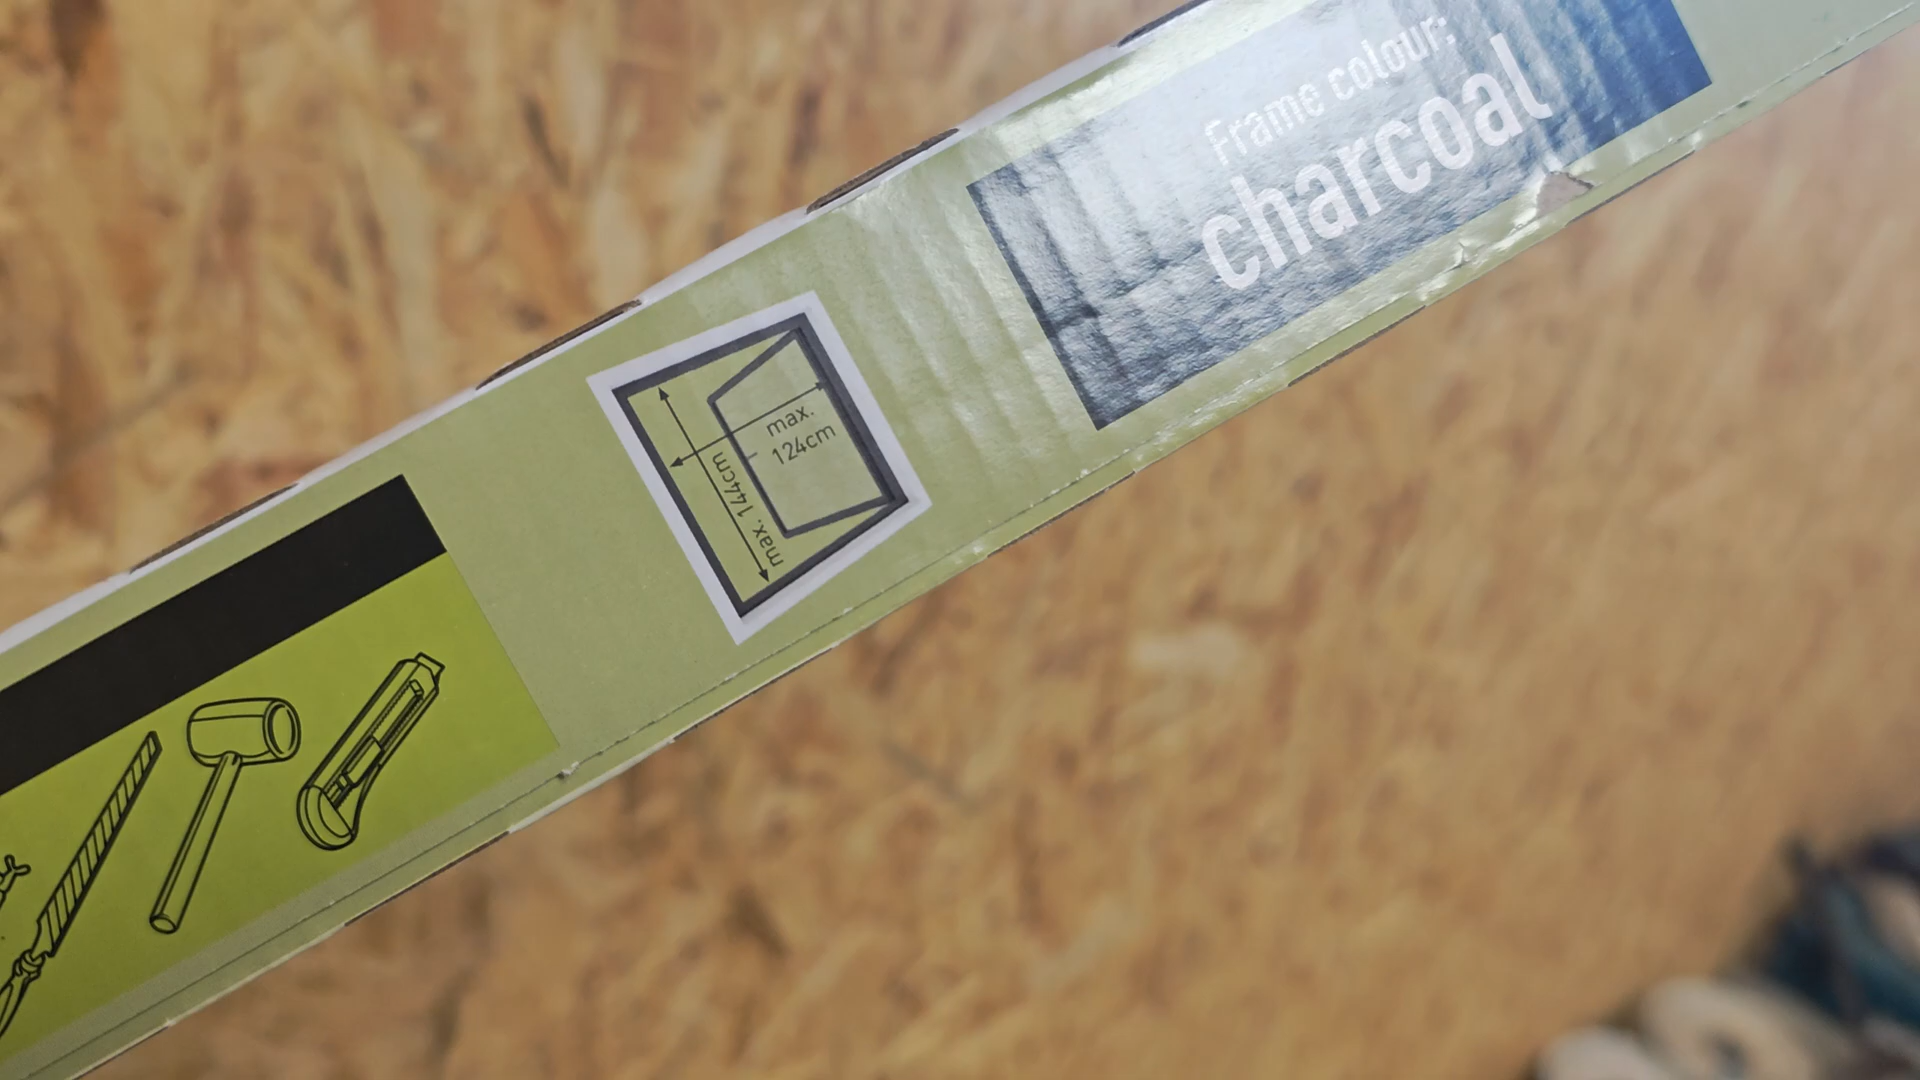 Frame colour:
charcoal
max.
124cm
max. 144cm